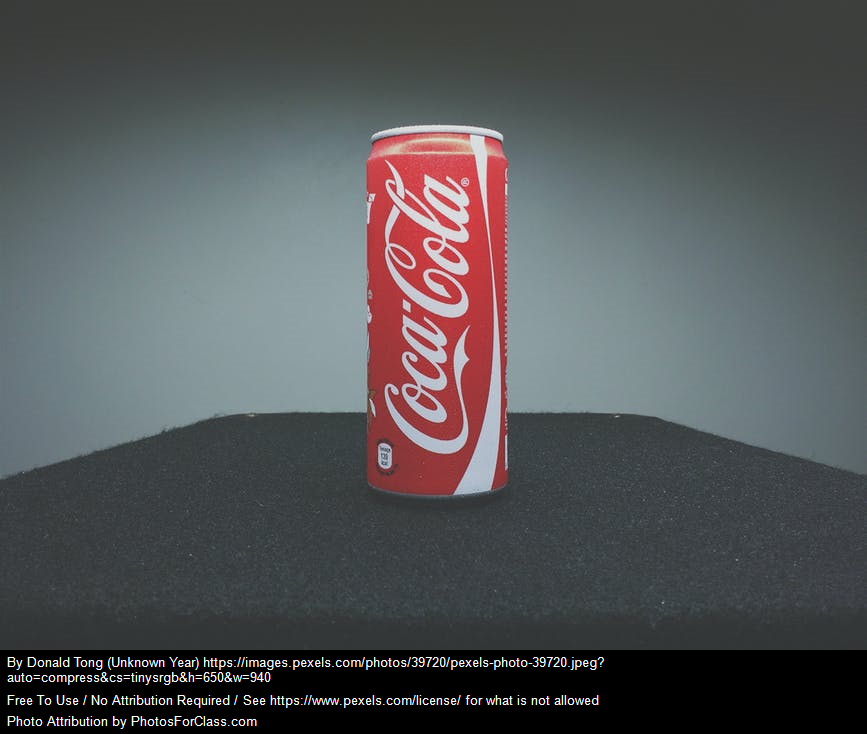 Coca-Cola ®
By Donald Tong (Unknown Year) https://images.pexels.com/photos/39720/pexels-photo-39720.jpeg?
auto=compress&cs=tinysrgb&h=650&w=940
Free To Use / No Attribution Required / See https://www.pexels.com/license/ for what is not allowed
Photo Attribution by PhotosForClass.com